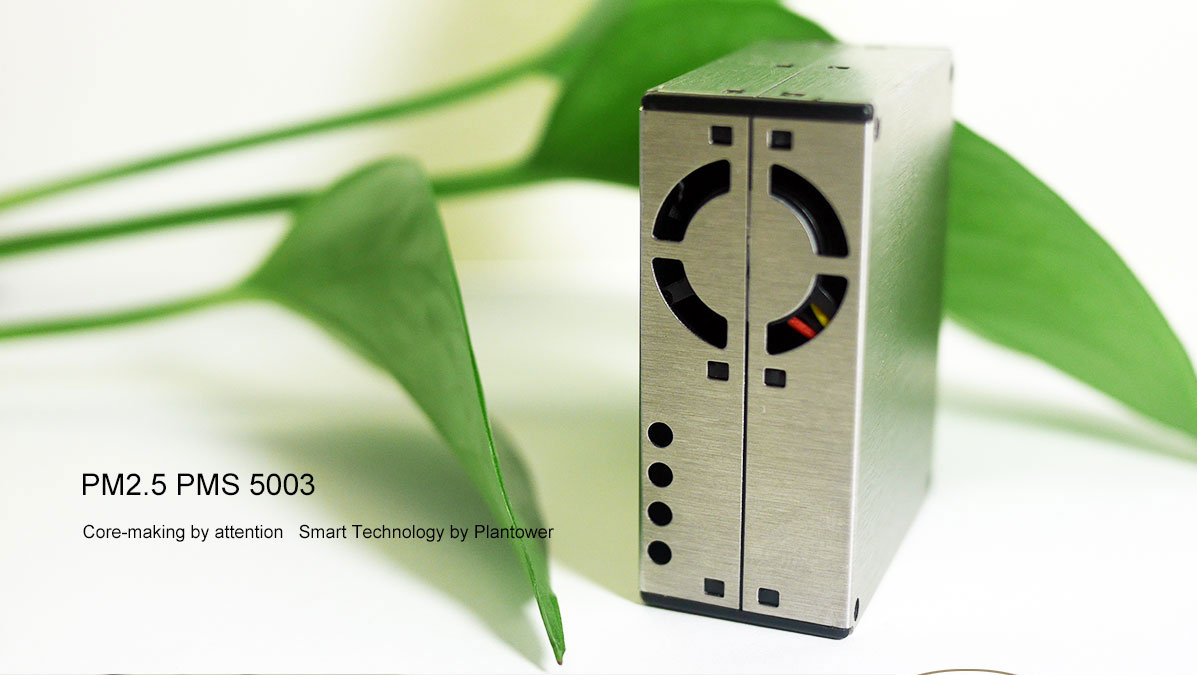 PM2.5 PMS 5003
Core-making by attention Smart Technology by Plantower